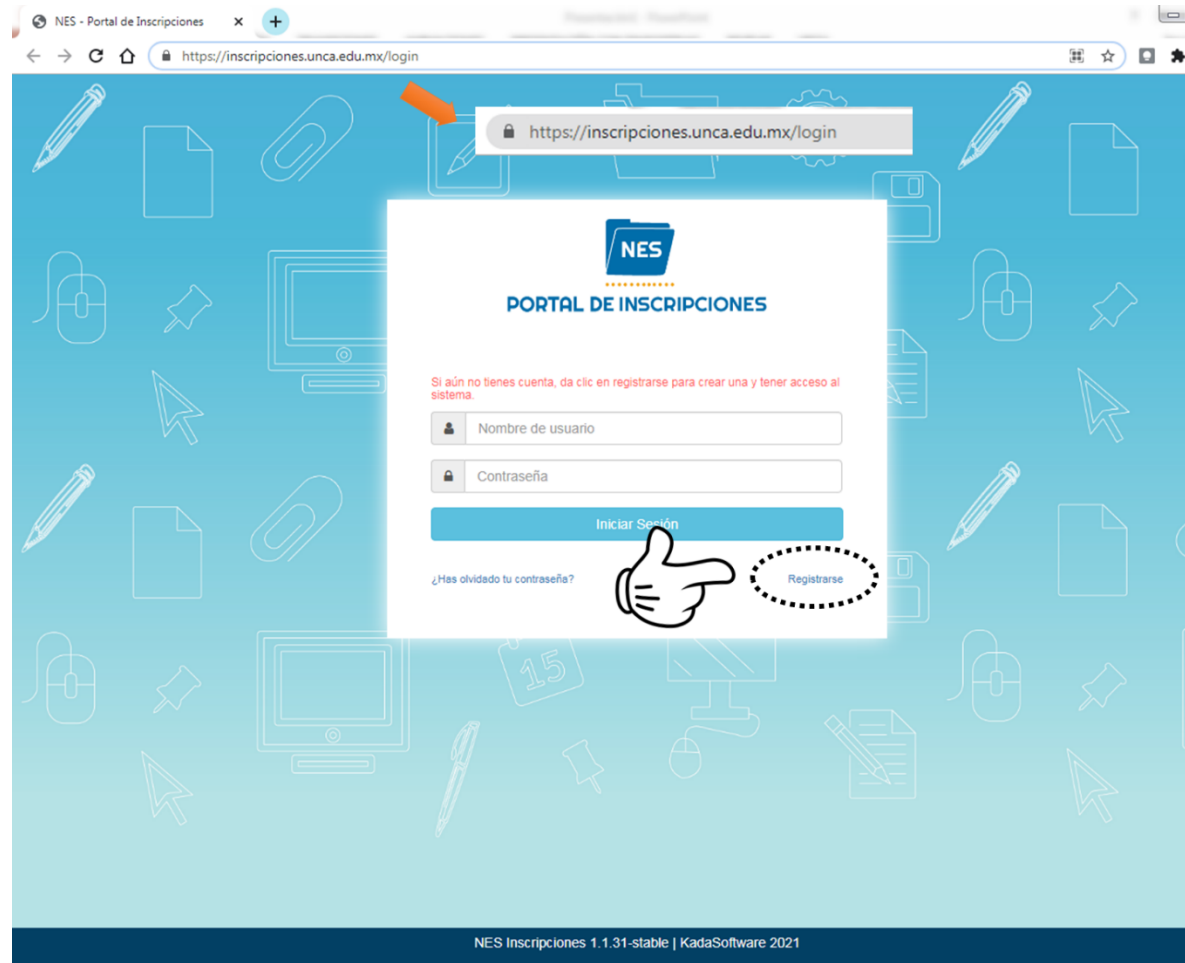 NES - Portal de Inscripciones
https://inscripciones.unca.edu.mx/login
https://inscripciones.unca.edu.mx/login
NES
PORTAL DE INSCRIPCIONES
Si aún no tienes cuenta, da clic en registrarse para crear una y tener acceso al
sistema.
Nombre de usuario
Contraseña
Iniciar Sesión
¿Has olvidado tu contraseña? Registrarse
15
NES Inscripciones 1.1.31-stable | KadaSoftware 2021